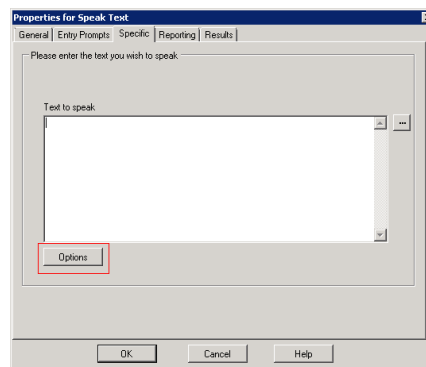 Properties for Speak Text
General Entry Prompts Specific Reporting Results
Please enter the text you wish to speak
Text to speak
...
Options
OK Cancel Help